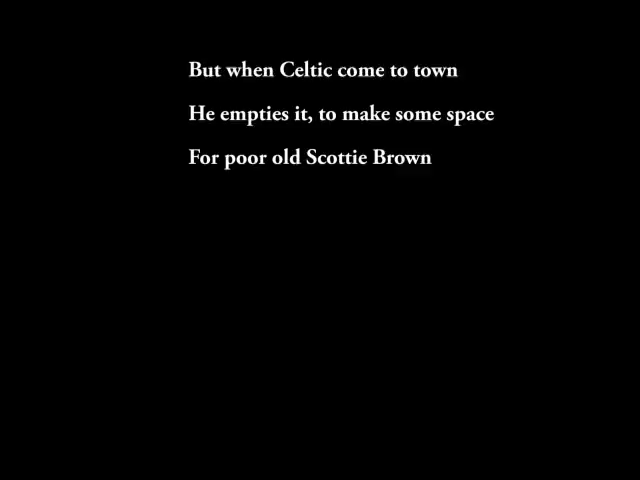 But when Celtic come to town
He empties it, to make some space
For poor old Scottie Brown